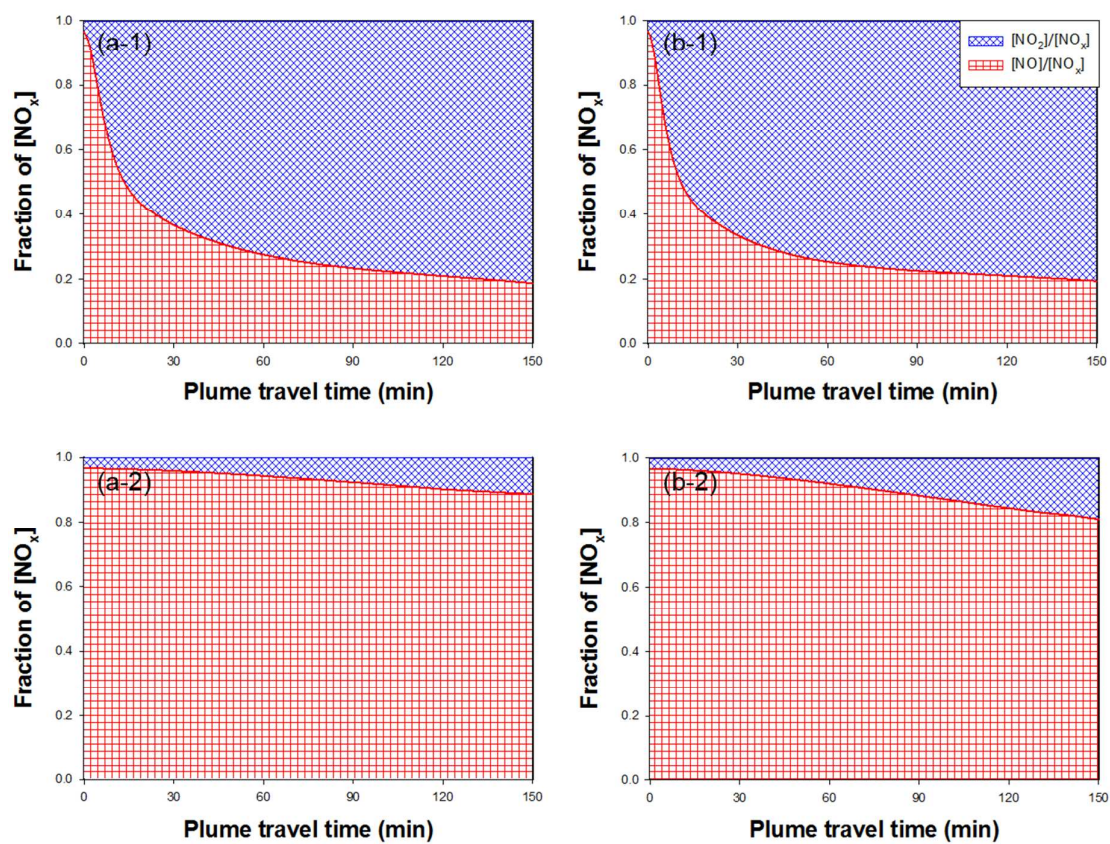 (a-1)
1.0
0.8
0.6
0.4
0.2
0.0
Fraction of [NOₓ]
0 30 60 90 120 150
Plume travel time (min)
(b-1)
[NO₂]/[NOₓ]
[NO]/[NOₓ]
1.0
0.8
0.6
0.4
0.2
0.0
Fraction of [NOₓ]
0 30 60 90 120 150
Plume travel time (min)
(a-2)
1.0
0.8
0.6
0.4
0.2
0.0
Fraction of [NOₓ]
0 30 60 90 120 150
Plume travel time (min)
(b-2)
1.0
0.8
0.6
0.4
0.2
0.0
Fraction of [NOₓ]
0 30 60 90 120 150
Plume travel time (min)